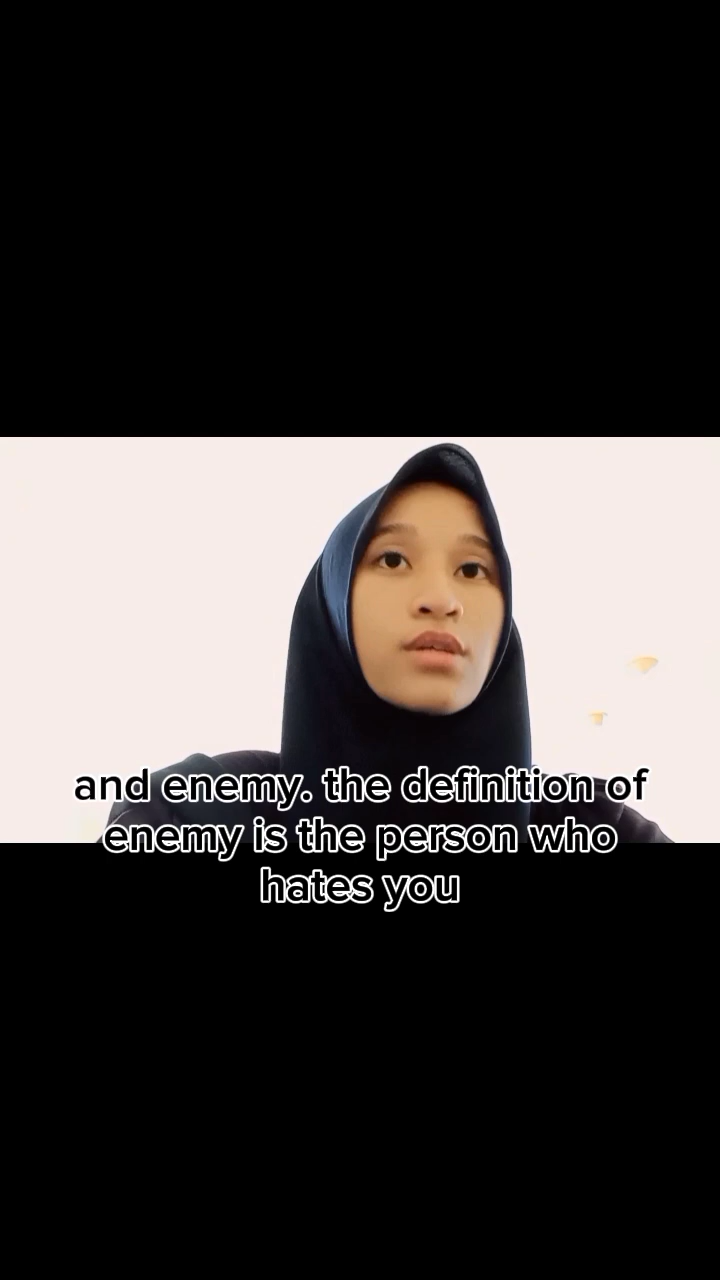 and enemy. the definition of
enemy is the person who
hates you